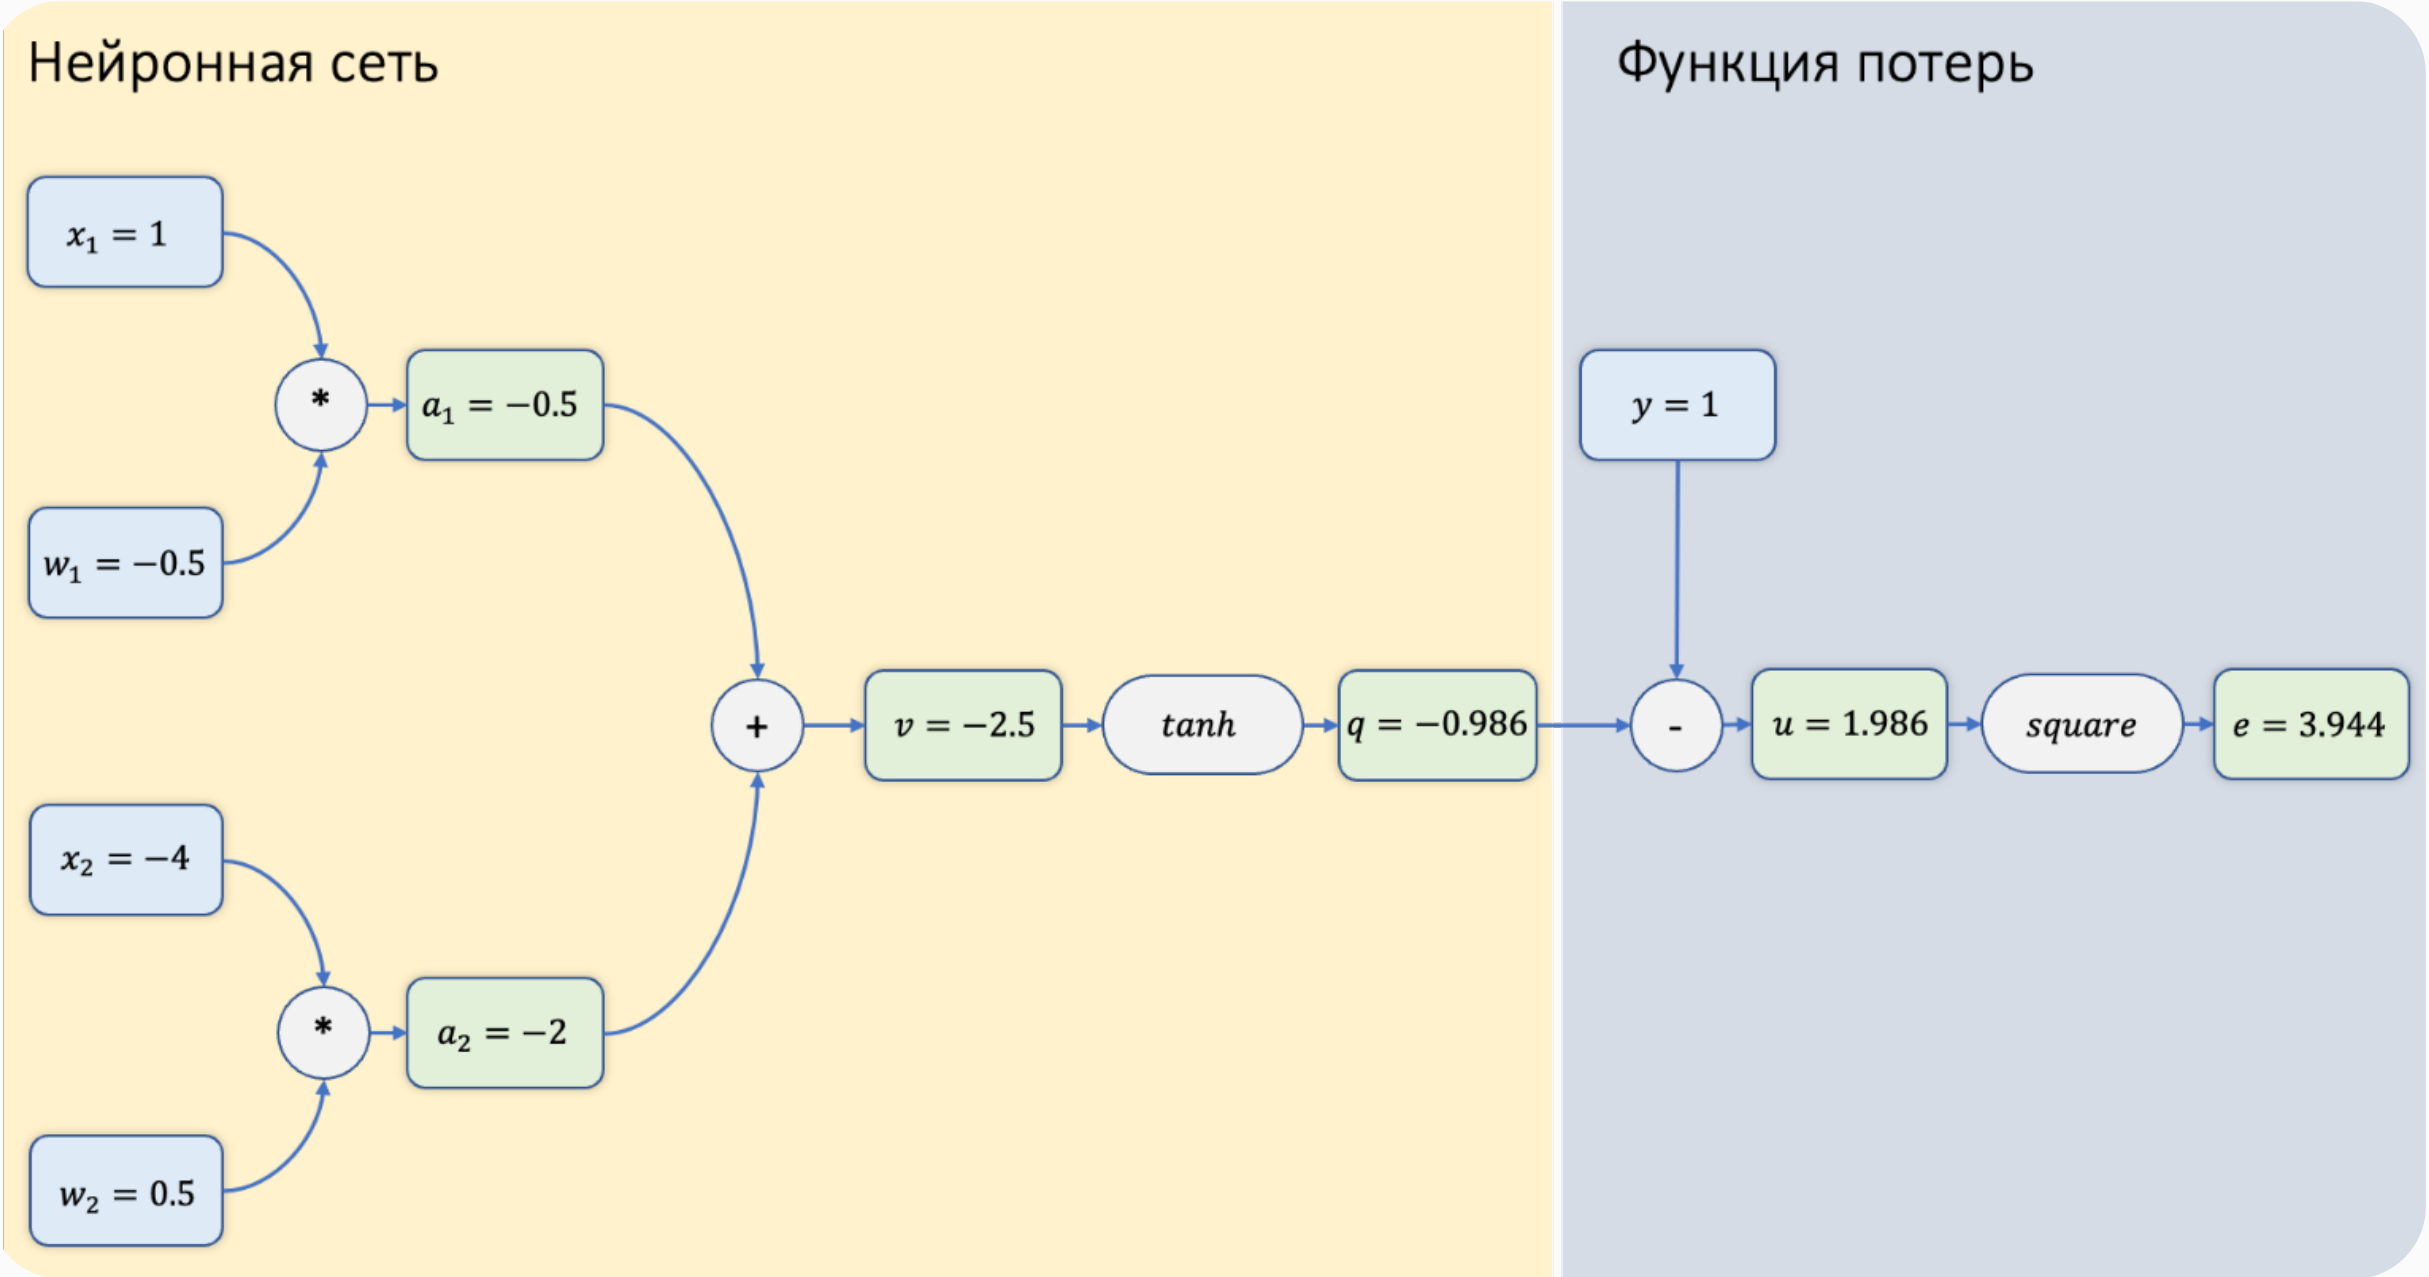 Нейронная сеть
Функция потерь
x₁ = 1
*
a₁ = −0.5
w₁ = −0.5
y = 1
+
v = −2.5
tanh
q = −0.986
-
u = 1.986
square
e = 3.944
x₂ = −4
*
a₂ = −2
w₂ = 0.5